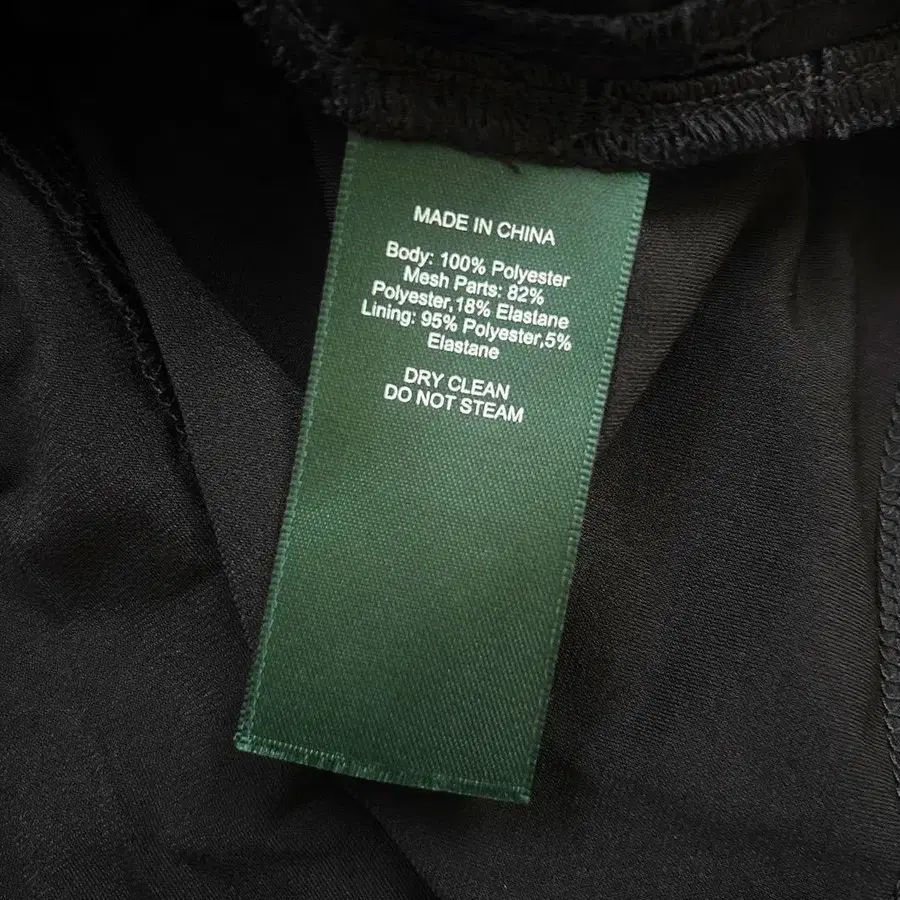 MADE IN CHINA
Body: 100% Polyester
Mesh Parts: 82%
Polyester,18% Elastane
Lining: 95% Polyester,5%
Elastane
DRY CLEAN
DO NOT STEAM